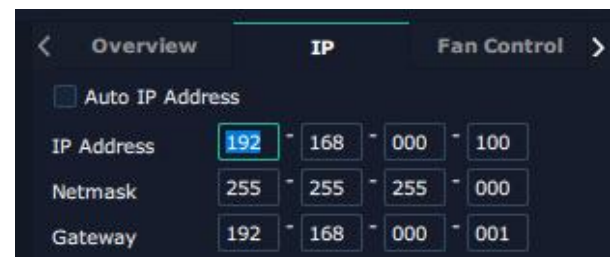 < Overview IP Fan Control >
Auto IP Address
IP Address 192 - 168 - 000 - 100
Netmask 255 - 255 - 255 - 000
Gateway 192 - 168 - 000 - 001